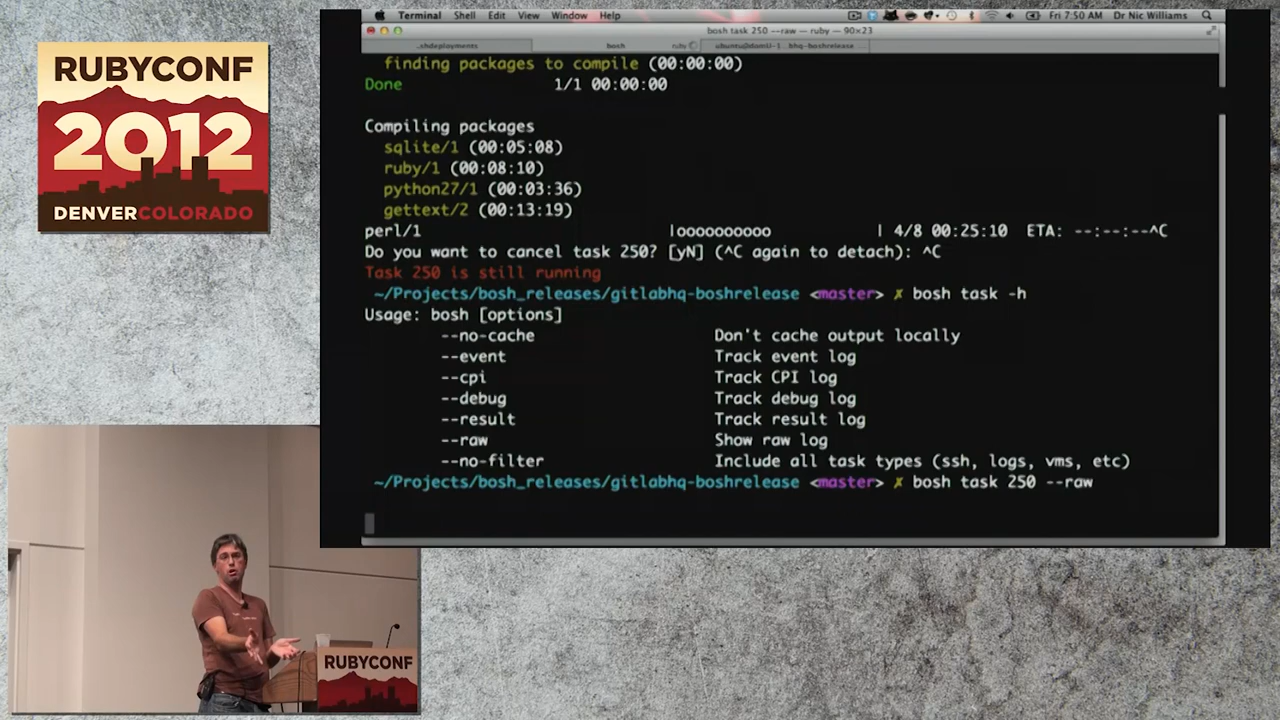 RUBYCONF
2012
DENVERCOLORADO
Terminal Shell Edit View Window Help Fri 7:50 AM Dr Nic Williams
bosh task 250 --raw — ruby — 90×23
bosh ruby
finding packages to compile (00:00:00)
Done 1/1 00:00:00
Compiling packages
sqlite/1 (00:05:08)
ruby/1 (00:08:10)
python27/1 (00:03:36)
gettext/2 (00:13:19)
perl/1 |oooooooooo | 4/8 00:25:10 ETA: --:--:--^C
Do you want to cancel task 250? [yN] (^C again to detach): ^C
Task 250 is still running
~/Projects/bosh_releases/gitlabhq-boshrelease <master> ✗ bosh task -h
Usage: bosh [options]
--no-cache Don't cache output locally
--event Track event log
--cpi Track CPI log
--debug Track debug log
--result Track result log
--raw Show raw log
--no-filter Include all task types (ssh, logs, vms, etc)
~/Projects/bosh_releases/gitlabhq-boshrelease <master> ✗ bosh task 250 --raw
RUBYCONF